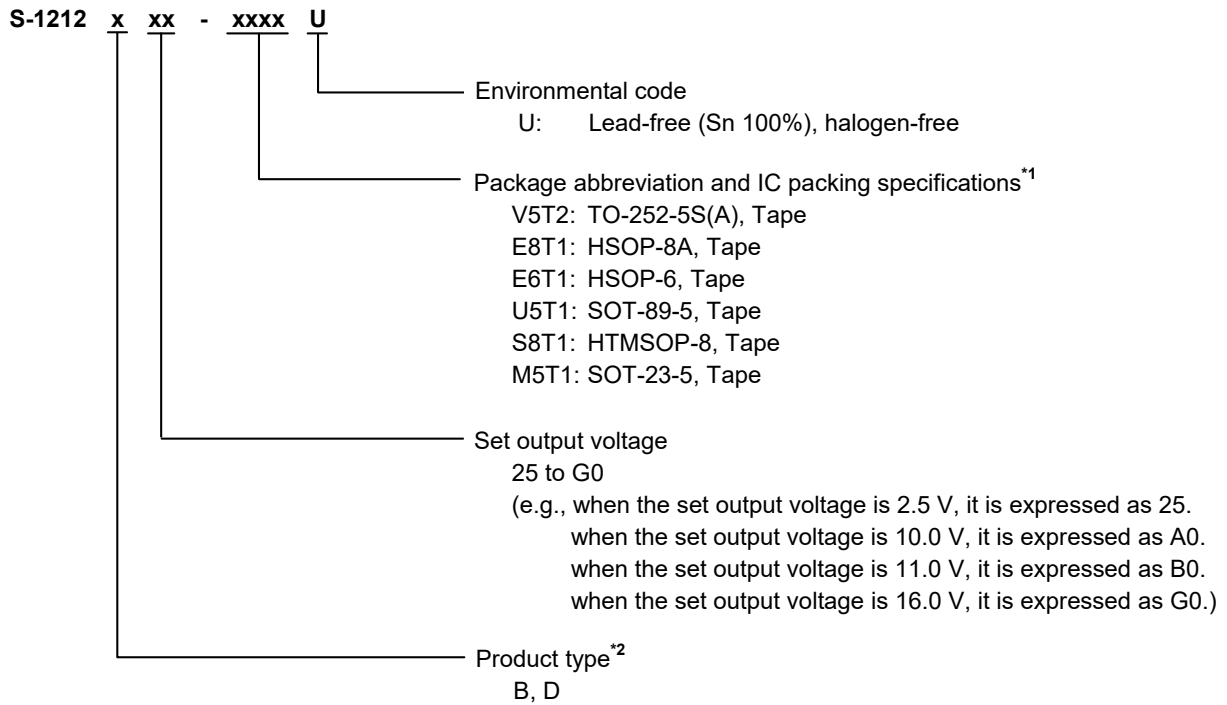 S-1212 x xx - xxxx U
Environmental code
U: Lead-free (Sn 100%), halogen-free
Package abbreviation and IC packing specifications*1
V5T2: TO-252-5S(A), Tape
E8T1: HSOP-8A, Tape
E6T1: HSOP-6, Tape
U5T1: SOT-89-5, Tape
S8T1: HTMSOP-8, Tape
M5T1: SOT-23-5, Tape
Set output voltage
25 to G0
(e.g., when the set output voltage is 2.5 V, it is expressed as 25.
when the set output voltage is 10.0 V, it is expressed as A0.
when the set output voltage is 11.0 V, it is expressed as B0.
when the set output voltage is 16.0 V, it is expressed as G0.)
Product type*2
B, D